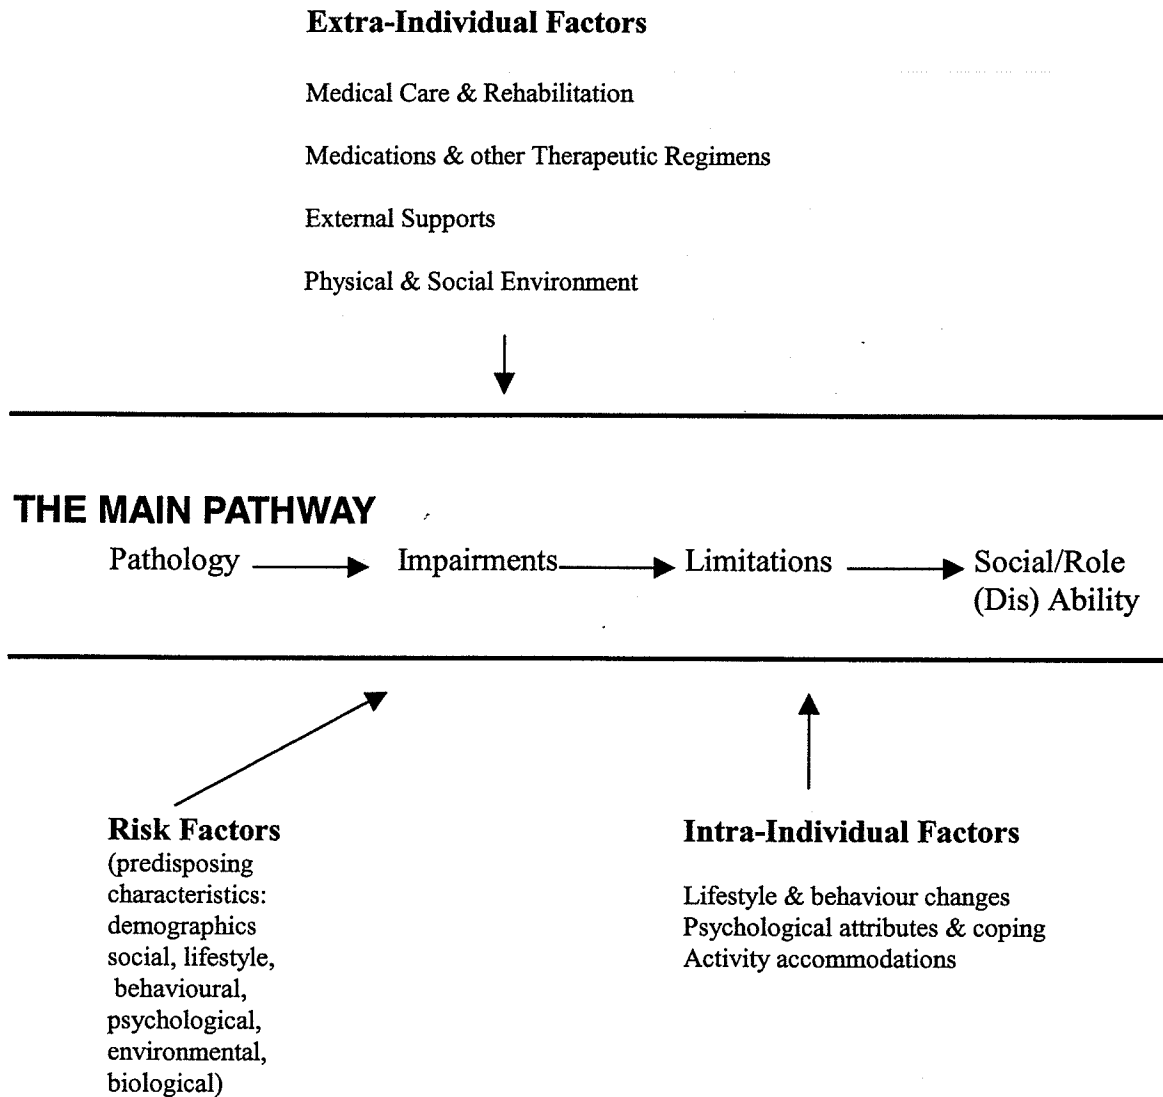 Extra-Individual Factors
Medical Care & Rehabilitation
Medications & other Therapeutic Regimens
External Supports
Physical & Social Environment
THE MAIN PATHWAY
Pathology
Impairments
Limitations
Social/Role
(Dis) Ability
Risk Factors
(predisposing
characteristics:
demographics
social, lifestyle,
behavioural,
psychological,
environmental,
biological)
Intra-Individual Factors
Lifestyle & behaviour changes
Psychological attributes & coping
Activity accommodations